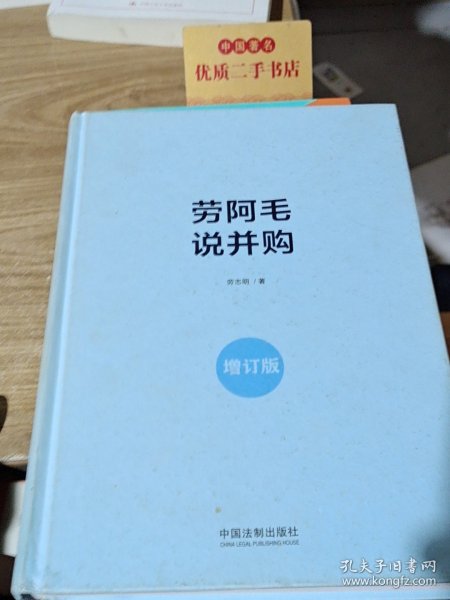 中国著名
优质二手书店
劳阿毛
说并购
劳志明 / 著
增订版
中国法制出版社
CHINA LEGAL PUBLISHING HOUSE
孔夫子旧书网
www.kongfz.com